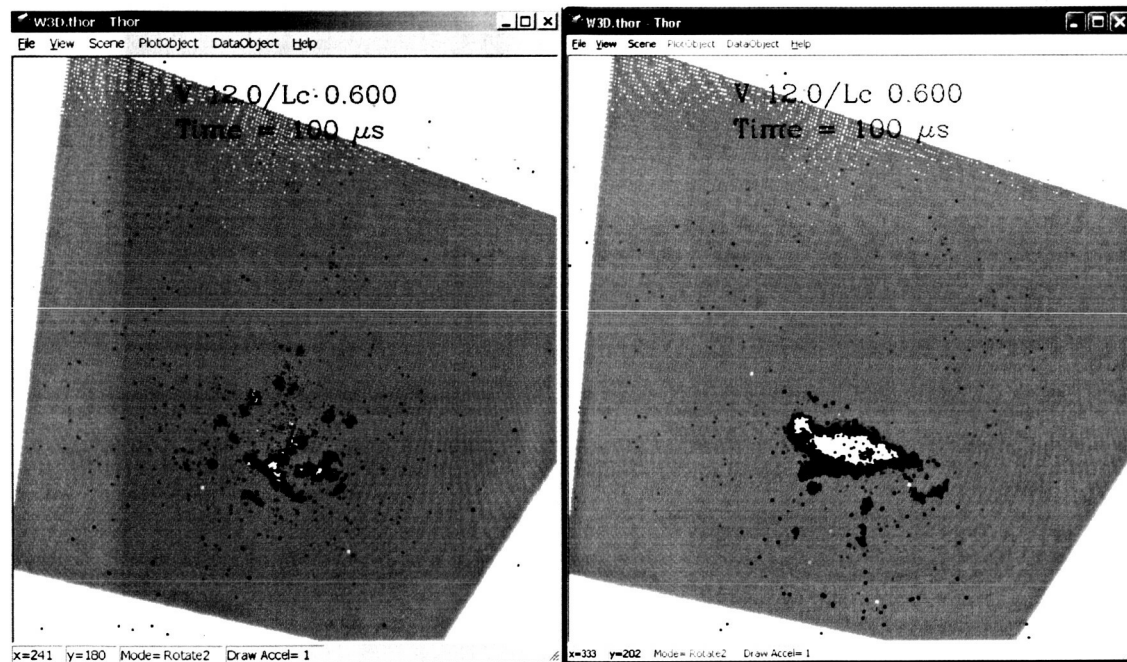 W3D.thor - Thor
File View Scene PlotObject DataObject Help
V 12.0/Lc 0.600
Time = 100 μs
x=241 y=180 Mode= Rotate2 Draw Accel= 1
W3D.thor - Thor
File View Scene PlotObject DataObject Help
V 12.0/Lc 0.600
Time = 100 μs
x=333 y=202 Mode= Rotate2 Draw Accel= 1